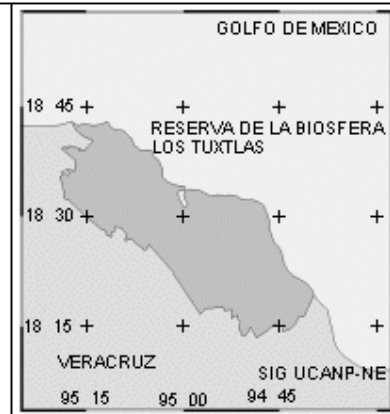 GOLFO DE MEXICO
18 45
RESERVA DE LA BIOSFERA
LOS TUXTLAS
18 30
18 15
VERACRUZ
SIG UCANP-NE
95 15 95 00 94 45